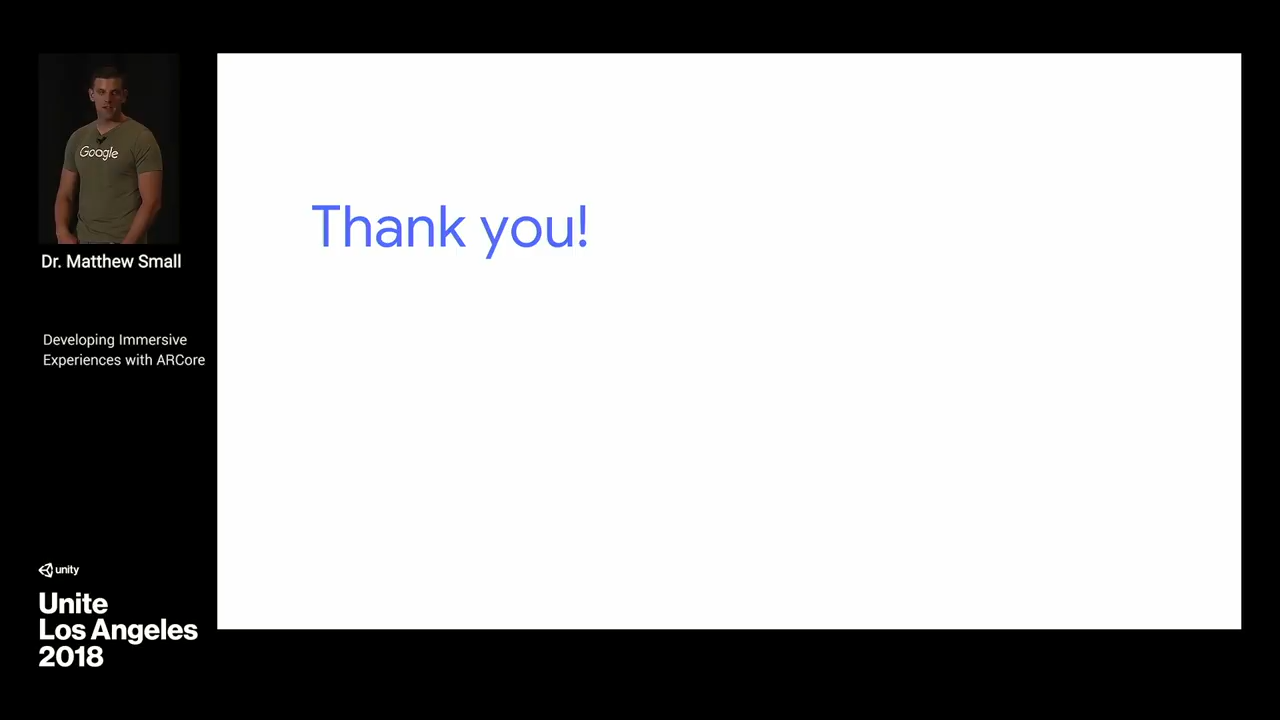 Google
Dr. Matthew Small
Developing Immersive
Experiences with ARCore
unity
Unite
Los Angeles
2018
Thank you!